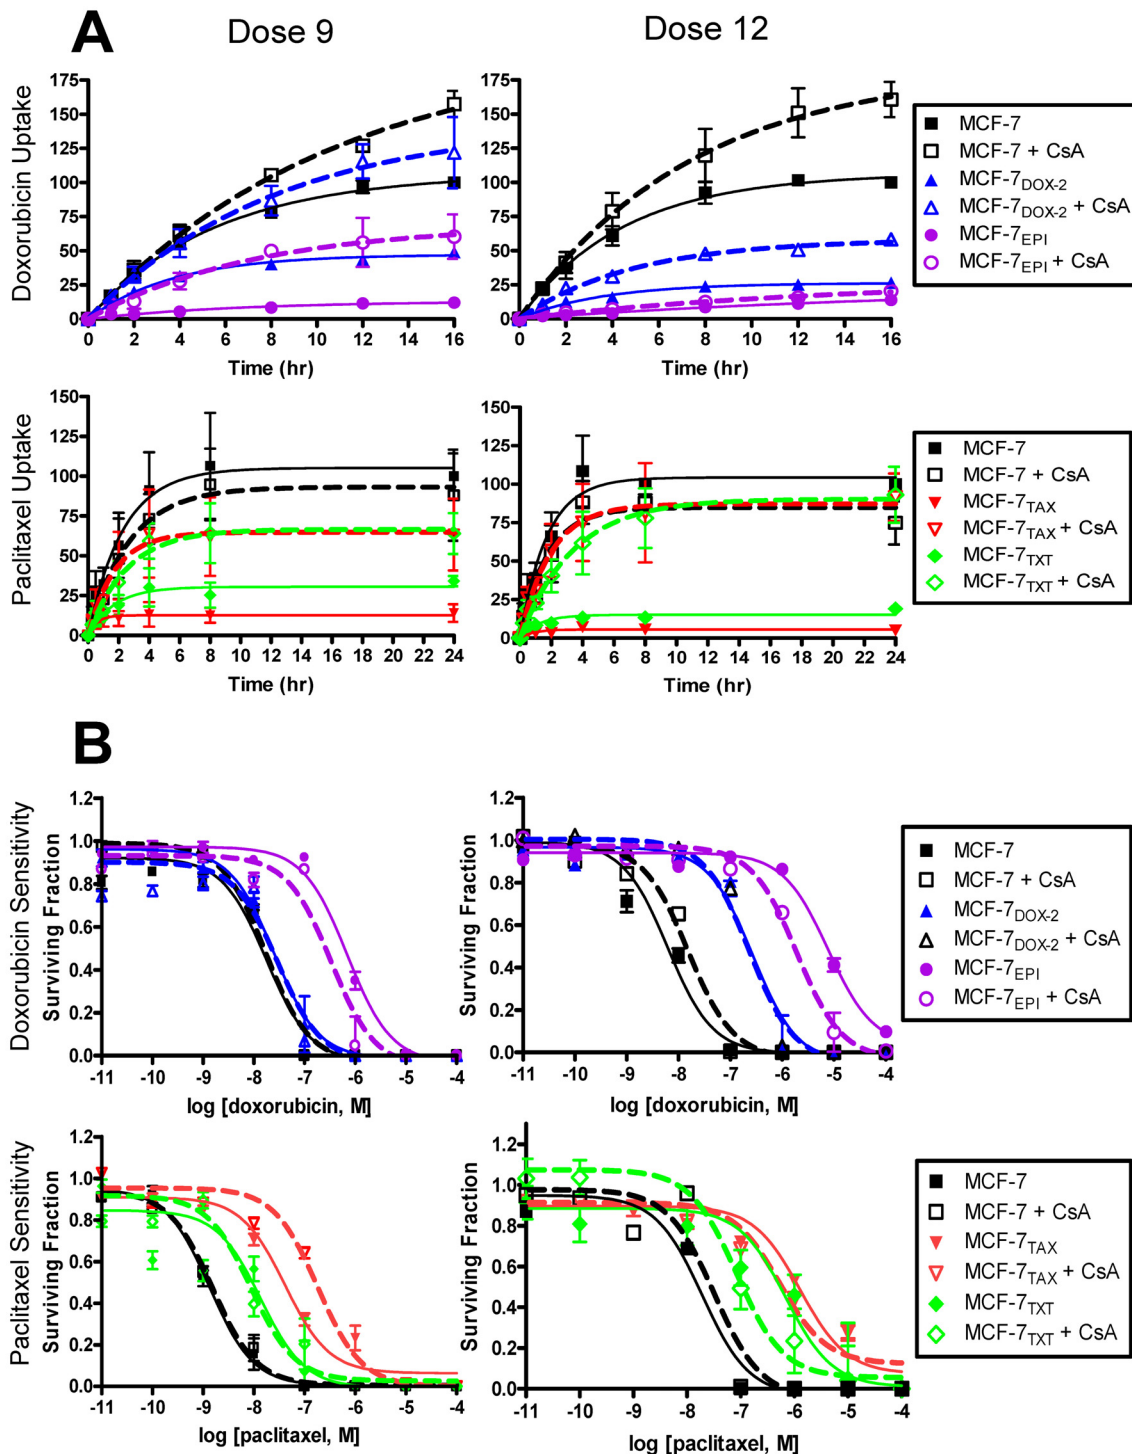 A
Dose 9
Dose 12
Doxorubicin Uptake
175
150
125
100
75
50
25
0
0 2 4 6 8 10 12 14 16
Time (hr)
175
150
125
100
75
50
25
0
0 2 4 6 8 10 12 14 16
Time (hr)
MCF-7
MCF-7 + CsA
MCF-7DOX-2
MCF-7DOX-2 + CsA
MCF-7EPI
MCF-7EPI + CsA
Paclitaxel Uptake
150
125
100
75
50
25
0
0 2 4 6 8 10 12 14 16 18 20 22 24
Time (hr)
150
125
100
75
50
25
0
0 2 4 6 8 10 12 14 16 18 20 22 24
Time (hr)
MCF-7
MCF-7 + CsA
MCF-7TAX
MCF-7TAX + CsA
MCF-7TXT
MCF-7TXT + CsA
B
Doxorubicin Sensitivity
Surviving Fraction
1.2
1.0
0.8
0.6
0.4
0.2
0.0
-11 -10 -9 -8 -7 -6 -5 -4
log [doxorubicin, M]
Surviving Fraction
1.2
1.0
0.8
0.6
0.4
0.2
0.0
-11 -10 -9 -8 -7 -6 -5 -4
log [doxorubicin, M]
MCF-7
MCF-7 + CsA
MCF-7DOX-2
MCF-7DOX-2 + CsA
MCF-7EPI
MCF-7EPI + CsA
Paclitaxel Sensitivity
Surviving Fraction
1.2
1.0
0.8
0.6
0.4
0.2
0.0
-11 -10 -9 -8 -7 -6 -5 -4
log [paclitaxel, M]
Surviving Fraction
1.2
1.0
0.8
0.6
0.4
0.2
0.0
-11 -10 -9 -8 -7 -6 -5 -4
log [paclitaxel, M]
MCF-7
MCF-7 + CsA
MCF-7TAX
MCF-7TAX + CsA
MCF-7TXT
MCF-7TXT + CsA